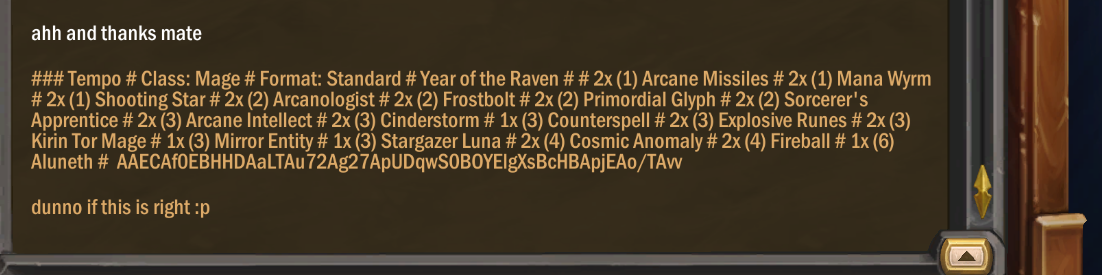 ahh and thanks mate
### Tempo # Class: Mage # Format: Standard # Year of the Raven # # 2x (1) Arcane Missiles # 2x (1) Mana Wyrm
# 2x (1) Shooting Star # 2x (2) Arcanologist # 2x (2) Frostbolt # 2x (2) Primordial Glyph # 2x (2) Sorcerer's
Apprentice # 2x (3) Arcane Intellect # 2x (3) Cinderstorm # 1x (3) Counterspell # 2x (3) Explosive Runes # 2x (3)
Kirin Tor Mage # 1x (3) Mirror Entity # 1x (3) Stargazer Luna # 2x (4) Cosmic Anomaly # 2x (4) Fireball # 1x (6)
Aluneth # AAECAf0EBHHDAaLTAu72Ag27ApUDqwS0BOYEIgXsBcHBApjEAo/TAvv
dunno if this is right :p